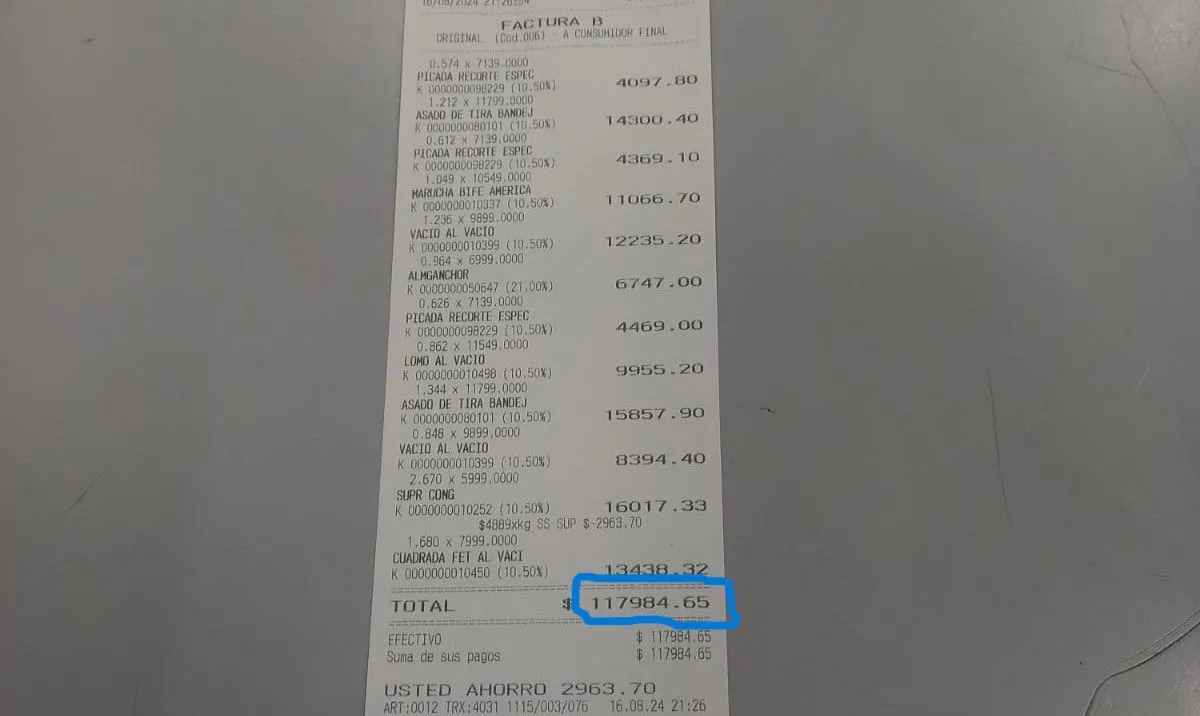 16/08/2024 21:26:54
FACTURA B
ORIGINAL (Cod.006) - A CONSUMIDOR FINAL
0.574 x 7139.0000
PICADA RECORTE ESPEC
K 0000000098229 (10.50%) 4097.80
1.212 x 11799.0000
ASADO DE TIRA BANDEJ
K 0000000080101 (10.50%) 14300.40
0.612 x 7139.0000
PICADA RECORTE ESPEC
K 0000000098229 (10.50%) 4369.10
1.049 x 10549.0000
MARUCHA BIFE AMERICA
K 0000000010337 (10.50%) 11066.70
1.236 x 9899.0000
VACIO AL VACIO
K 0000000010399 (10.50%) 12235.20
0.964 x 6999.0000
ALMGANCHOR
K 0000000050647 (21.00%) 6747.00
0.626 x 7139.0000
PICADA RECORTE ESPEC
K 0000000098229 (10.50%) 4469.00
0.862 x 11549.0000
LOMO AL VACIO
K 0000000010498 (10.50%) 9955.20
1.344 x 11799.0000
ASADO DE TIRA BANDEJ
K 0000000080101 (10.50%) 15857.90
0.848 x 9899.0000
VACIO AL VACIO
K 0000000010399 (10.50%) 8394.40
2.670 x 5999.0000
SUPR CONG
K 0000000010252 (10.50%) 16017.33
$4889xkg SS SUP $-2963.70
1.680 x 7999.0000
CUADRADA FET AL VACI
K 0000000010450 (10.50%) 13438.32
TOTAL $ 117984.65
EFECTIVO $ 117984.65
Suma de sus pagos $ 117984.65
USTED AHORRO 2963.70
ART:0012 TRX:4031 1115/003/076 16.08.24 21:26